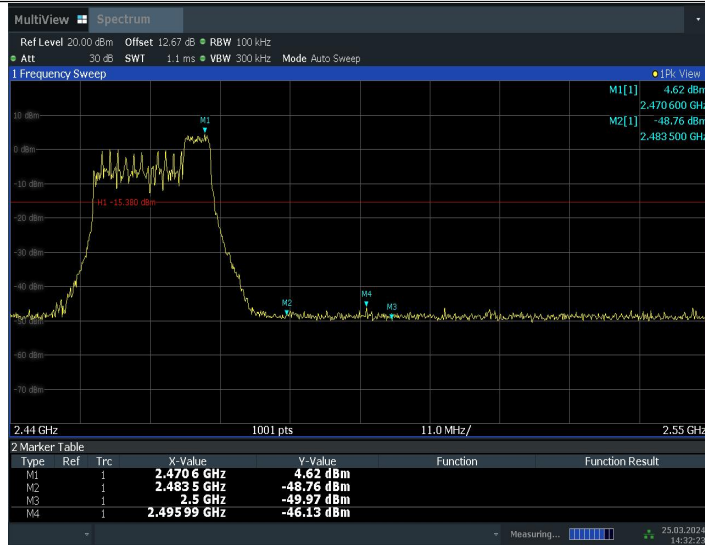 MultiView Spectrum
Ref Level 20.00 dBm Offset 12.67 dB RBW 100 kHz
Att 30 dB SWT 1.1 ms VBW 300 kHz Mode Auto Sweep
1 Frequency Sweep 1Pk View
M1[1] 4.62 dBm
2.470 600 GHz
M2[1] -48.76 dBm
2.483 500 GHz
10 dBm
M1
0 dBm
-10 dBm
H1 -15.380 dBm
-20 dBm
-30 dBm
-40 dBm
M2 M4 M3
-50 dBm
-60 dBm
-70 dBm
2.44 GHz 1001 pts 11.0 MHz/ 2.55 GHz
2 Marker Table
Type Ref Trc X-Value Y-Value Function Function Result
M1 1 2.4706 GHz 4.62 dBm
M2 1 2.4835 GHz -48.76 dBm
M3 1 2.5 GHz -49.97 dBm
M4 1 2.49599 GHz -46.13 dBm
Measuring... 25.03.2024
14:32:23